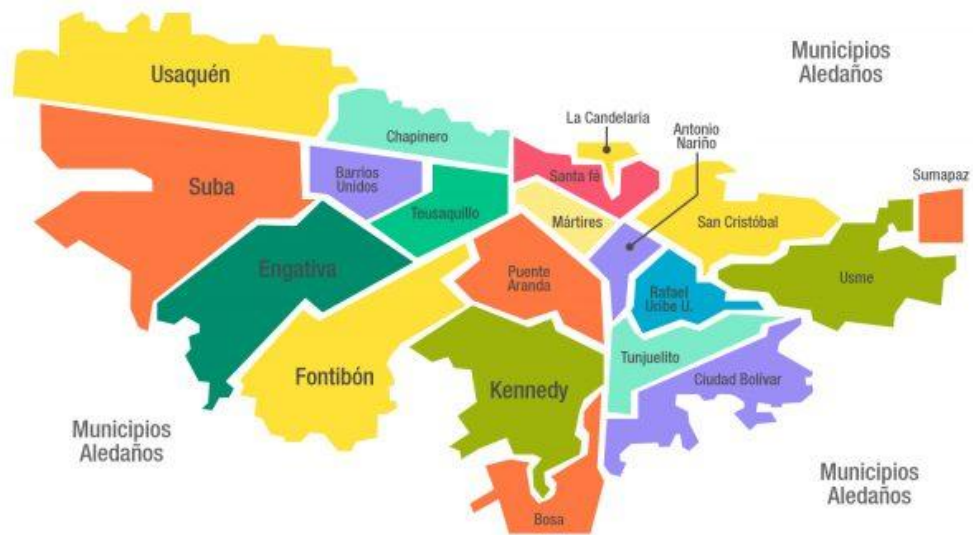 Municipios
Aledaños
Usaquén
La Candelaria
Antonio
Nariño
Chapinero
Barrios
Unidos
Santa fé
Sumapaz
Suba
Teusaquillo
Mártires
San Cristóbal
Engativa
Puente
Aranda
Rafael
Uribe U.
Usme
Fontibón
Kennedy
Tunjuelito
Ciudad Bolívar
Municipios
Aledaños
Municipios
Aledaños
Bosa